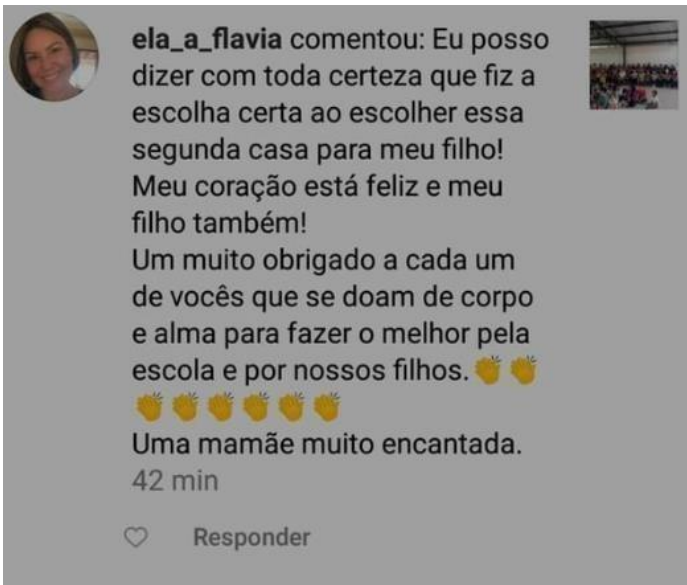 ela_a_flavia comentou: Eu posso
dizer com toda certeza que fiz a
escolha certa ao escolher essa
segunda casa para meu filho!
Meu coração está feliz e meu
filho também!
Um muito obrigado a cada um
de vocês que se doam de corpo
e alma para fazer o melhor pela
escola e por nossos filhos.👏👏
👏👏👏👏👏👏
Uma mamãe muito encantada.
42 min
Responder